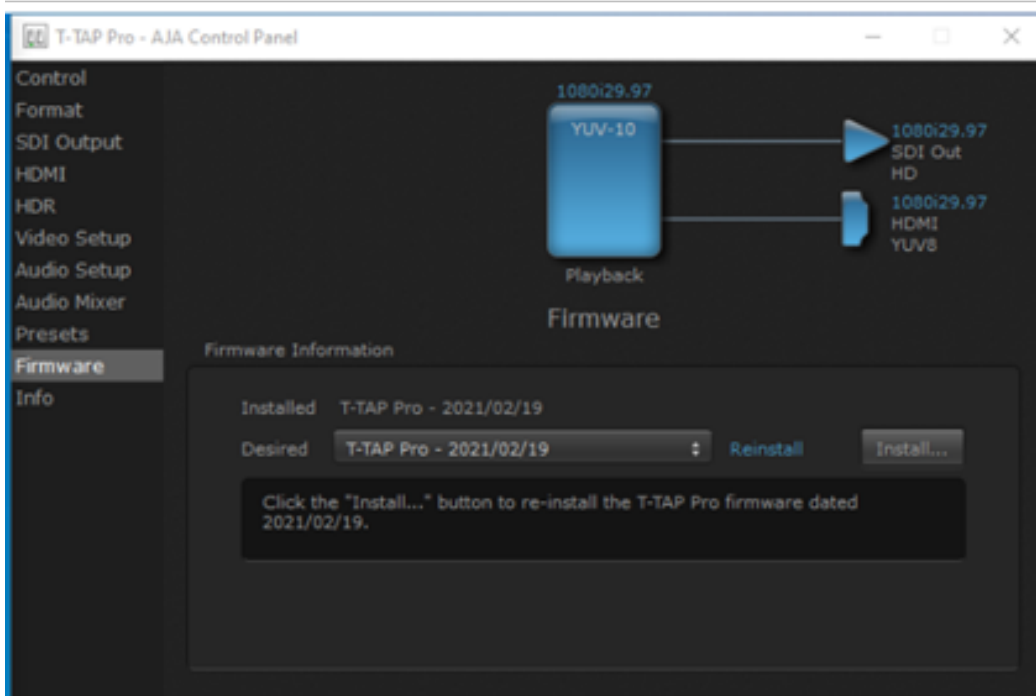 T-TAP Pro - AJA Control Panel
Control
Format
SDI Output
HDMI
HDR
Video Setup
Audio Setup
Audio Mixer
Presets
Firmware
Info
1080i29.97
YUV-10
Playback
1080i29.97
SDI Out
HD
1080i29.97
HDMI
YUV8
Firmware
Firmware Information
Installed T-TAP Pro - 2021/02/19
Desired T-TAP Pro - 2021/02/19 Reinstall Install...
Click the "Install..." button to re-install the T-TAP Pro firmware dated
2021/02/19.